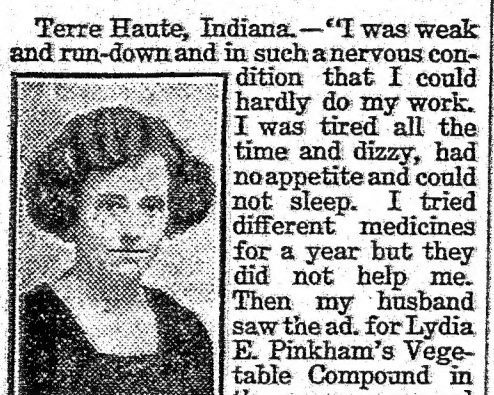 Terre Haute, Indiana.—“I was weak
and run-down and in such a nervous con-
dition that I could
hardly do my work.
I was tired all the
time and dizzy, had
no appetite and could
not sleep. I tried
different medicines
for a year but they
did not help me.
Then my husband
saw the ad. for Lydia
E. Pinkham's Vege-
table Compound in